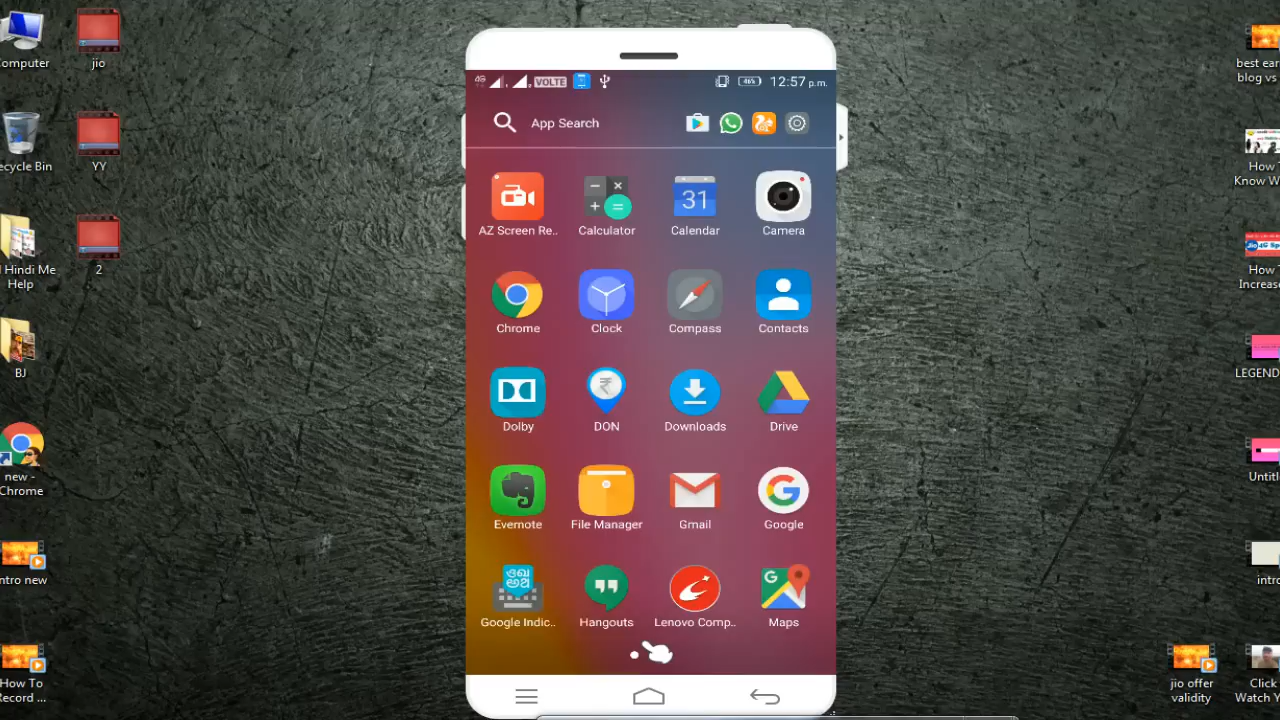 Computer
jio
ecycle Bin
YY
Hindi Me
Help
2
BJ
new -
Chrome
ntro new
How To
Record ...
4G
VOLTE
46%
12:57 p.m.
App Search
AZ Screen Re..
Calculator
31
Calendar
Camera
Chrome
Clock
Compass
Contacts
Dolby
₹
DON
Downloads
Drive
Evernote
File Manager
Gmail
G
Google
Google Indic..
Hangouts
Lenovo Comp..
G
Maps
best ear
blog vs
How T
Know W
How T
Increase
LEGEND
Untitl
intro
jio offer
validity
Click
Watch Y